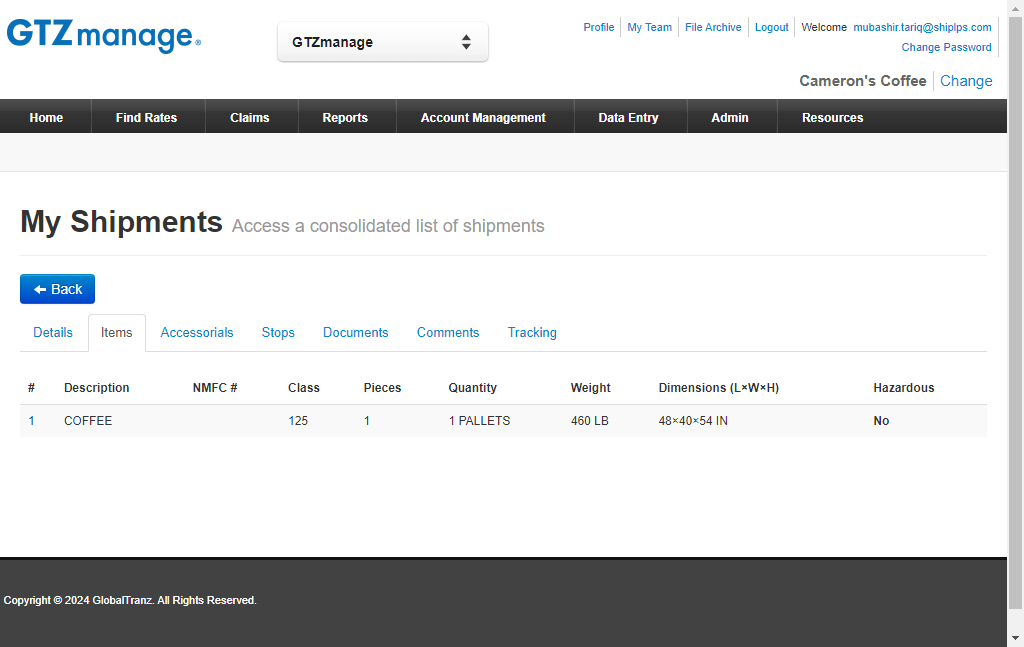 GTZmanage®
GTZmanage
Profile My Team File Archive Logout Welcome mubashir.tariq@shiplps.com
Change Password
Cameron's Coffee Change
Home Find Rates Claims Reports Account Management Data Entry Admin Resources
My Shipments Access a consolidated list of shipments
Back
Details Items Accessorials Stops Documents Comments Tracking
# Description NMFC # Class Pieces Quantity Weight Dimensions (L×W×H) Hazardous
1 COFFEE 125 1 1 PALLETS 460 LB 48×40×54 IN No
Copyright © 2024 GlobalTranz. All Rights Reserved.